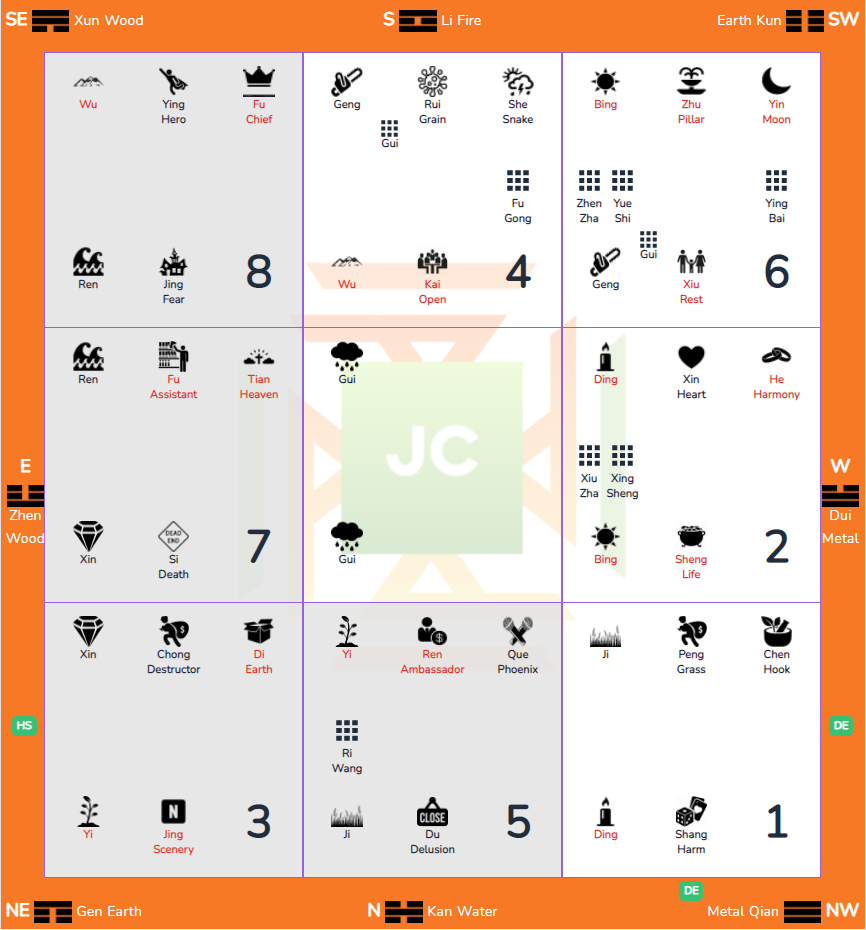 SE Xun Wood
S Li Fire
Earth Kun SW
Wu
Ying
Hero
Fu
Chief
Ren
Jing
Fear
8
Geng
Rui
Grain
She
Snake
Gui
Fu
Gong
Wu
Kai
Open
4
Bing
Zhu
Pillar
Yin
Moon
Zhen
Zha
Yue
Shi
Ying
Bai
Gui
Geng
Xiu
Rest
6
E
Zhen
Wood
Ren
Fu
Assistant
Tian
Heaven
Xin
DEAD
END
Si
Death
7
Gui
JC
Gui
Ding
Xin
Heart
He
Harmony
Xiu
Zha
Xing
Sheng
Bing
Sheng
Life
2
W
Dui
Metal
HS
Xin
Chong
Destructor
Di
Earth
Yi
N
Jing
Scenery
3
Yi
Ren
Ambassador
Que
Phoenix
Ri
Wang
Ji
CLOSE
Du
Delusion
5
Ji
Peng
Grass
Chen
Hook
Ding
Shang
Harm
1
DE
DE
NE Gen Earth
N Kan Water
Metal Qian NW